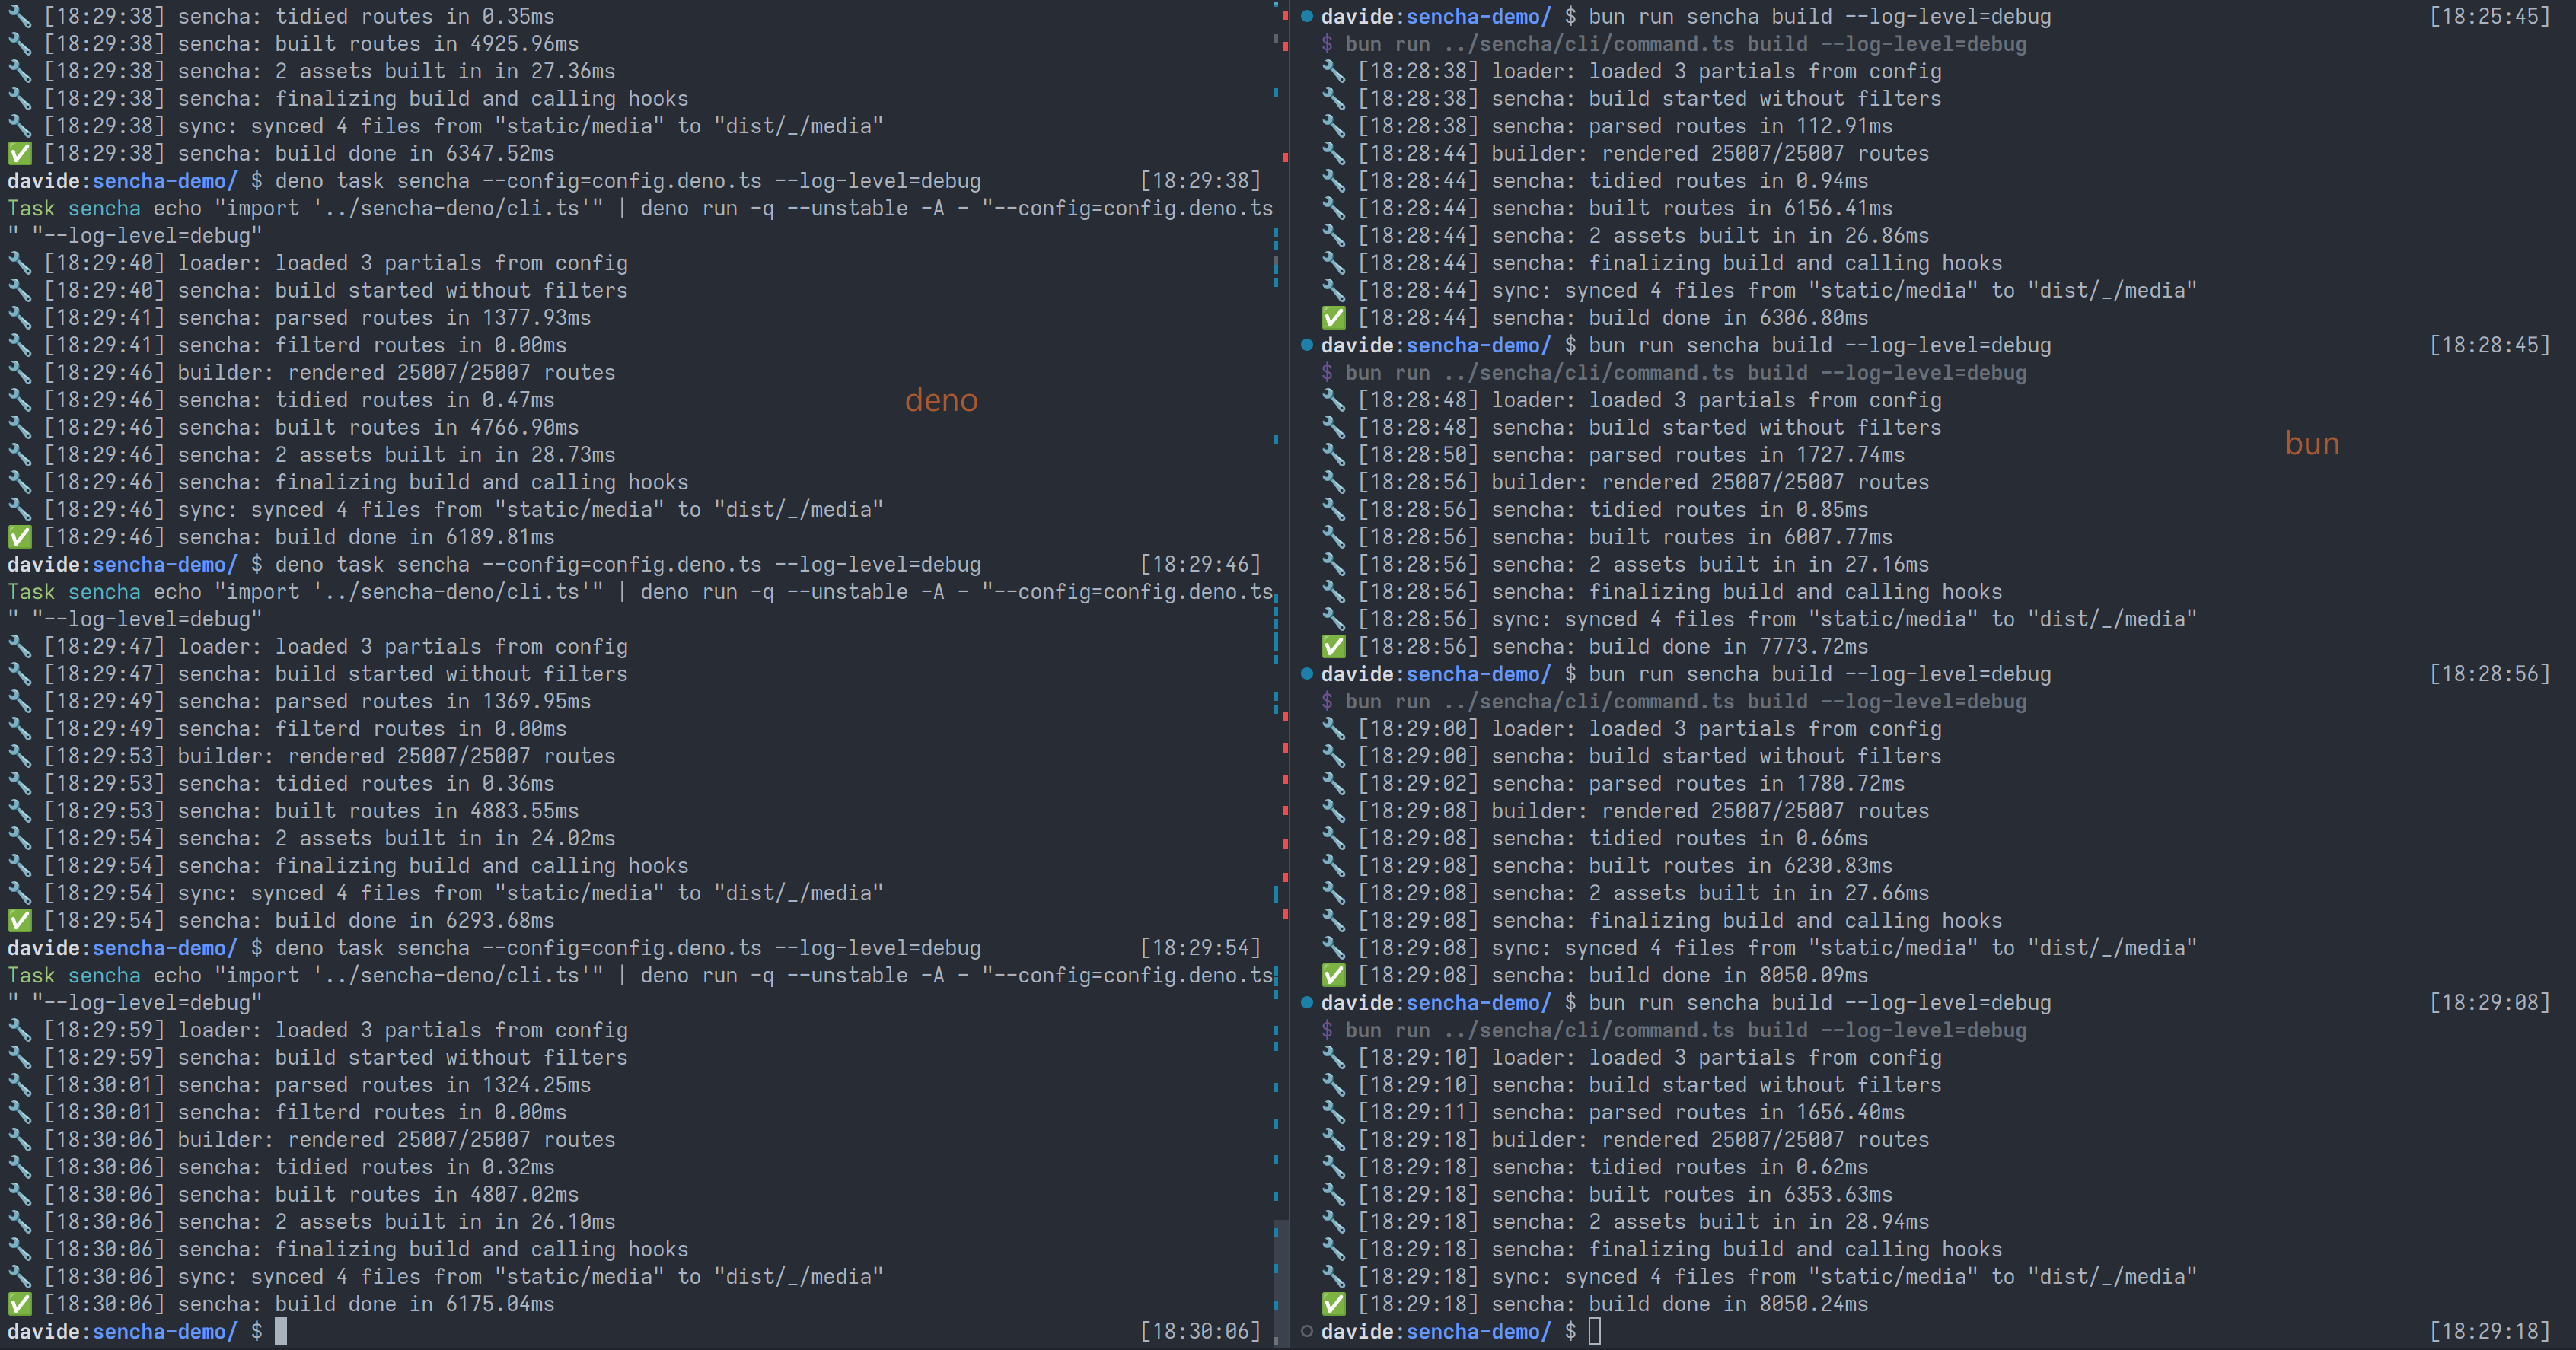 🔧 [18:29:38] sencha: tidied routes in 0.35ms
🔧 [18:29:38] sencha: built routes in 4925.96ms
🔧 [18:29:38] sencha: 2 assets built in in 27.36ms
🔧 [18:29:38] sencha: finalizing build and calling hooks
🔧 [18:29:38] sync: synced 4 files from "static/media" to "dist/_/media"
✅ [18:29:38] sencha: build done in 6347.52ms
davide:sencha-demo/ $ deno task sencha --config=config.deno.ts --log-level=debug [18:29:38]
Task sencha echo "import '../sencha-deno/cli.ts'" | deno run -q --unstable -A - "--config=config.deno.ts
" "--log-level=debug"
🔧 [18:29:40] loader: loaded 3 partials from config
🔧 [18:29:40] sencha: build started without filters
🔧 [18:29:41] sencha: parsed routes in 1377.93ms
🔧 [18:29:41] sencha: filterd routes in 0.00ms
🔧 [18:29:46] builder: rendered 25007/25007 routes
🔧 [18:29:46] sencha: tidied routes in 0.47ms
🔧 [18:29:46] sencha: built routes in 4766.90ms
🔧 [18:29:46] sencha: 2 assets built in in 28.73ms
🔧 [18:29:46] sencha: finalizing build and calling hooks
🔧 [18:29:46] sync: synced 4 files from "static/media" to "dist/_/media"
✅ [18:29:46] sencha: build done in 6189.81ms
davide:sencha-demo/ $ deno task sencha --config=config.deno.ts --log-level=debug [18:29:46]
Task sencha echo "import '../sencha-deno/cli.ts'" | deno run -q --unstable -A - "--config=config.deno.ts
" "--log-level=debug"
🔧 [18:29:47] loader: loaded 3 partials from config
🔧 [18:29:47] sencha: build started without filters
🔧 [18:29:49] sencha: parsed routes in 1369.95ms
🔧 [18:29:49] sencha: filterd routes in 0.00ms
🔧 [18:29:53] builder: rendered 25007/25007 routes
🔧 [18:29:53] sencha: tidied routes in 0.36ms
🔧 [18:29:53] sencha: built routes in 4883.55ms
🔧 [18:29:54] sencha: 2 assets built in in 24.02ms
🔧 [18:29:54] sencha: finalizing build and calling hooks
🔧 [18:29:54] sync: synced 4 files from "static/media" to "dist/_/media"
✅ [18:29:54] sencha: build done in 6293.68ms
davide:sencha-demo/ $ deno task sencha --config=config.deno.ts --log-level=debug [18:29:54]
Task sencha echo "import '../sencha-deno/cli.ts'" | deno run -q --unstable -A - "--config=config.deno.ts
" "--log-level=debug"
🔧 [18:29:59] loader: loaded 3 partials from config
🔧 [18:29:59] sencha: build started without filters
🔧 [18:30:01] sencha: parsed routes in 1324.25ms
🔧 [18:30:01] sencha: filterd routes in 0.00ms
🔧 [18:30:06] builder: rendered 25007/25007 routes
🔧 [18:30:06] sencha: tidied routes in 0.32ms
🔧 [18:30:06] sencha: built routes in 4807.02ms
🔧 [18:30:06] sencha: 2 assets built in in 26.10ms
🔧 [18:30:06] sencha: finalizing build and calling hooks
🔧 [18:30:06] sync: synced 4 files from "static/media" to "dist/_/media"
✅ [18:30:06] sencha: build done in 6175.04ms
davide:sencha-demo/ $ [18:30:06]
deno
davide:sencha-demo/ $ bun run sencha build --log-level=debug [18:25:45]
$ bun run ../sencha/cli/command.ts build --log-level=debug
🔧 [18:28:38] loader: loaded 3 partials from config
🔧 [18:28:38] sencha: build started without filters
🔧 [18:28:38] sencha: parsed routes in 112.91ms
🔧 [18:28:44] builder: rendered 25007/25007 routes
🔧 [18:28:44] sencha: tidied routes in 0.94ms
🔧 [18:28:44] sencha: built routes in 6156.41ms
🔧 [18:28:44] sencha: 2 assets built in in 26.86ms
🔧 [18:28:44] sencha: finalizing build and calling hooks
🔧 [18:28:44] sync: synced 4 files from "static/media" to "dist/_/media"
✅ [18:28:44] sencha: build done in 6306.80ms
davide:sencha-demo/ $ bun run sencha build --log-level=debug [18:28:45]
$ bun run ../sencha/cli/command.ts build --log-level=debug
🔧 [18:28:48] loader: loaded 3 partials from config
🔧 [18:28:48] sencha: build started without filters
🔧 [18:28:50] sencha: parsed routes in 1727.74ms
🔧 [18:28:56] builder: rendered 25007/25007 routes
🔧 [18:28:56] sencha: tidied routes in 0.85ms
🔧 [18:28:56] sencha: built routes in 6007.77ms
🔧 [18:28:56] sencha: 2 assets built in in 27.16ms
🔧 [18:28:56] sencha: finalizing build and calling hooks
🔧 [18:28:56] sync: synced 4 files from "static/media" to "dist/_/media"
✅ [18:28:56] sencha: build done in 7773.72ms
davide:sencha-demo/ $ bun run sencha build --log-level=debug [18:28:56]
$ bun run ../sencha/cli/command.ts build --log-level=debug
🔧 [18:29:00] loader: loaded 3 partials from config
🔧 [18:29:00] sencha: build started without filters
🔧 [18:29:02] sencha: parsed routes in 1780.72ms
🔧 [18:29:08] builder: rendered 25007/25007 routes
🔧 [18:29:08] sencha: tidied routes in 0.66ms
🔧 [18:29:08] sencha: built routes in 6230.83ms
🔧 [18:29:08] sencha: 2 assets built in in 27.66ms
🔧 [18:29:08] sencha: finalizing build and calling hooks
🔧 [18:29:08] sync: synced 4 files from "static/media" to "dist/_/media"
✅ [18:29:08] sencha: build done in 8050.09ms
davide:sencha-demo/ $ bun run sencha build --log-level=debug [18:29:08]
$ bun run ../sencha/cli/command.ts build --log-level=debug
🔧 [18:29:10] loader: loaded 3 partials from config
🔧 [18:29:10] sencha: build started without filters
🔧 [18:29:11] sencha: parsed routes in 1656.40ms
🔧 [18:29:18] builder: rendered 25007/25007 routes
🔧 [18:29:18] sencha: tidied routes in 0.62ms
🔧 [18:29:18] sencha: built routes in 6353.63ms
🔧 [18:29:18] sencha: 2 assets built in in 28.94ms
🔧 [18:29:18] sencha: finalizing build and calling hooks
🔧 [18:29:18] sync: synced 4 files from "static/media" to "dist/_/media"
✅ [18:29:18] sencha: build done in 8050.24ms
davide:sencha-demo/ $ [18:29:18]
bun